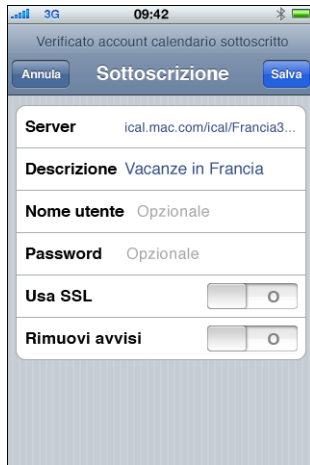 3G 09:42
Verificato account calendario sottoscritto
Annula Sottoscrizione Salva
Server ical.mac.com/ical/Francia3...
Descrizione Vacanze in Francia
Nome utente Opzionale
Password Opzionale
Usa SSL O
Rimuovi avvisi O